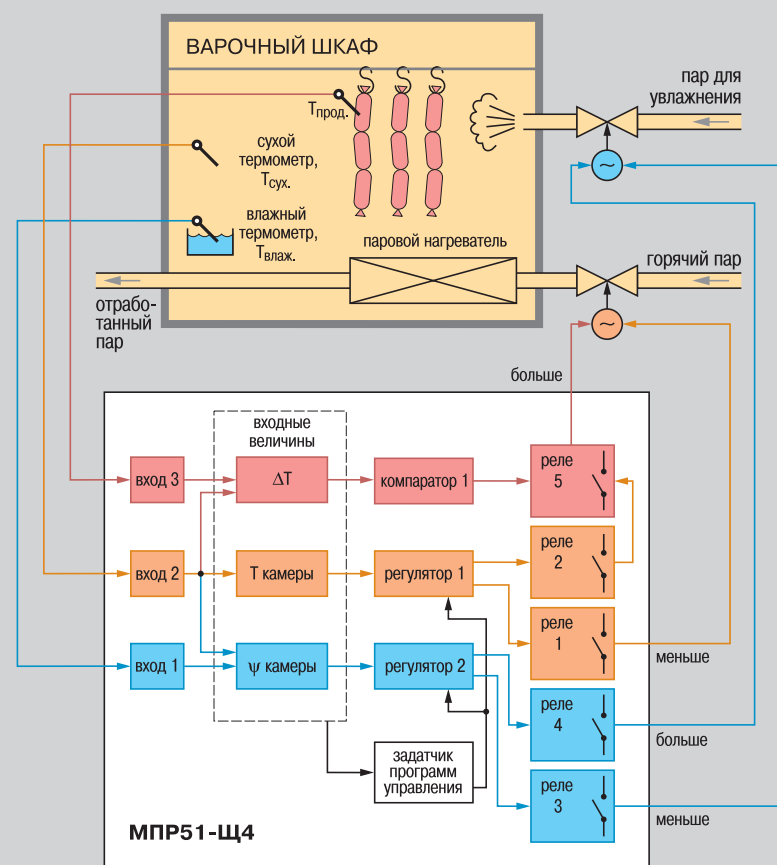 ВАРОЧНЫЙ ШКАФ
пар для
увлажнения
Tпрод.
сухой
термометр,
Tсух.
влажный
термометр,
Tвлаж.
паровой нагреватель
горячий пар
отрабо-
танный
пар
~
~
больше
входные
величины
вход 3
ΔT
компаратор 1
реле
5
вход 2
T камеры
регулятор 1
реле
2
реле
1
меньше
вход 1
ψ камеры
регулятор 2
реле
4
больше
задатчик
программ
управления
реле
3
меньше
МПР51-Щ4